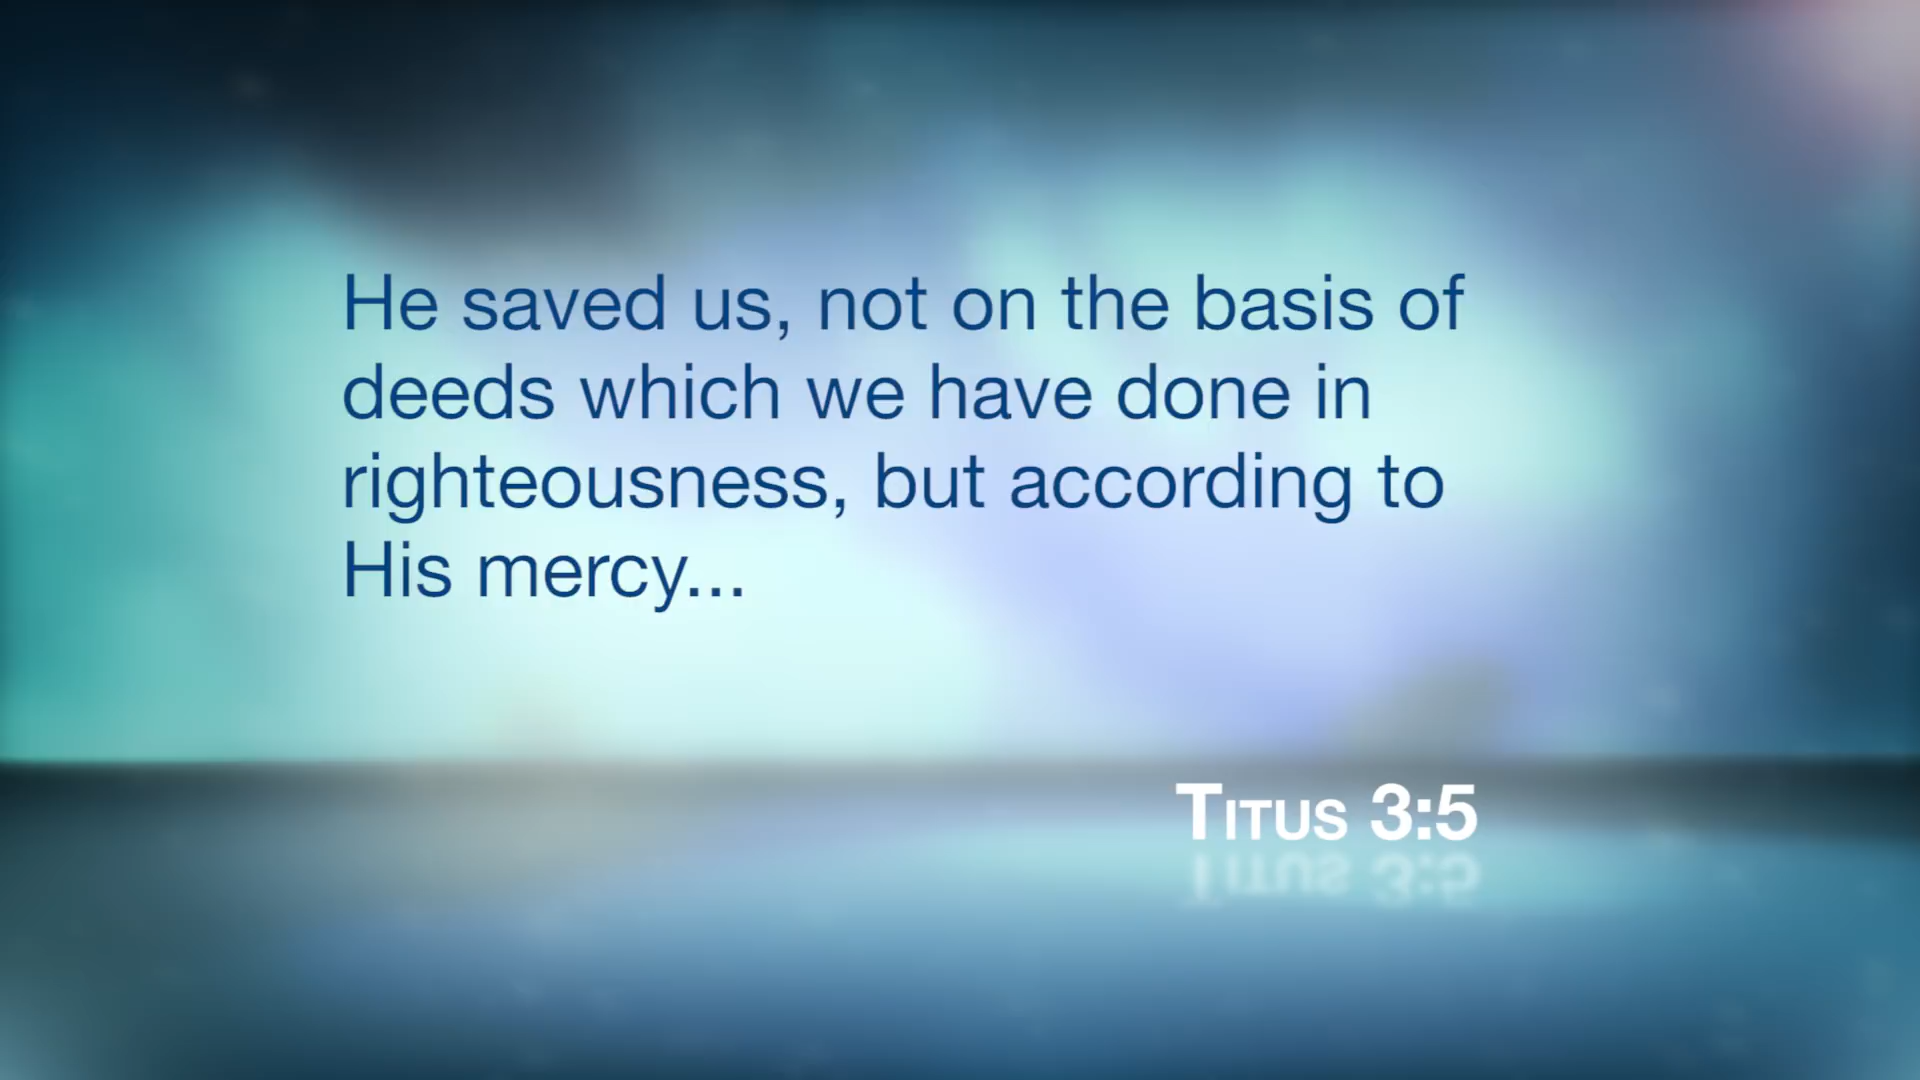 He saved us, not on the basis of
deeds which we have done in
righteousness, but according to
His mercy...
Titus 3:5